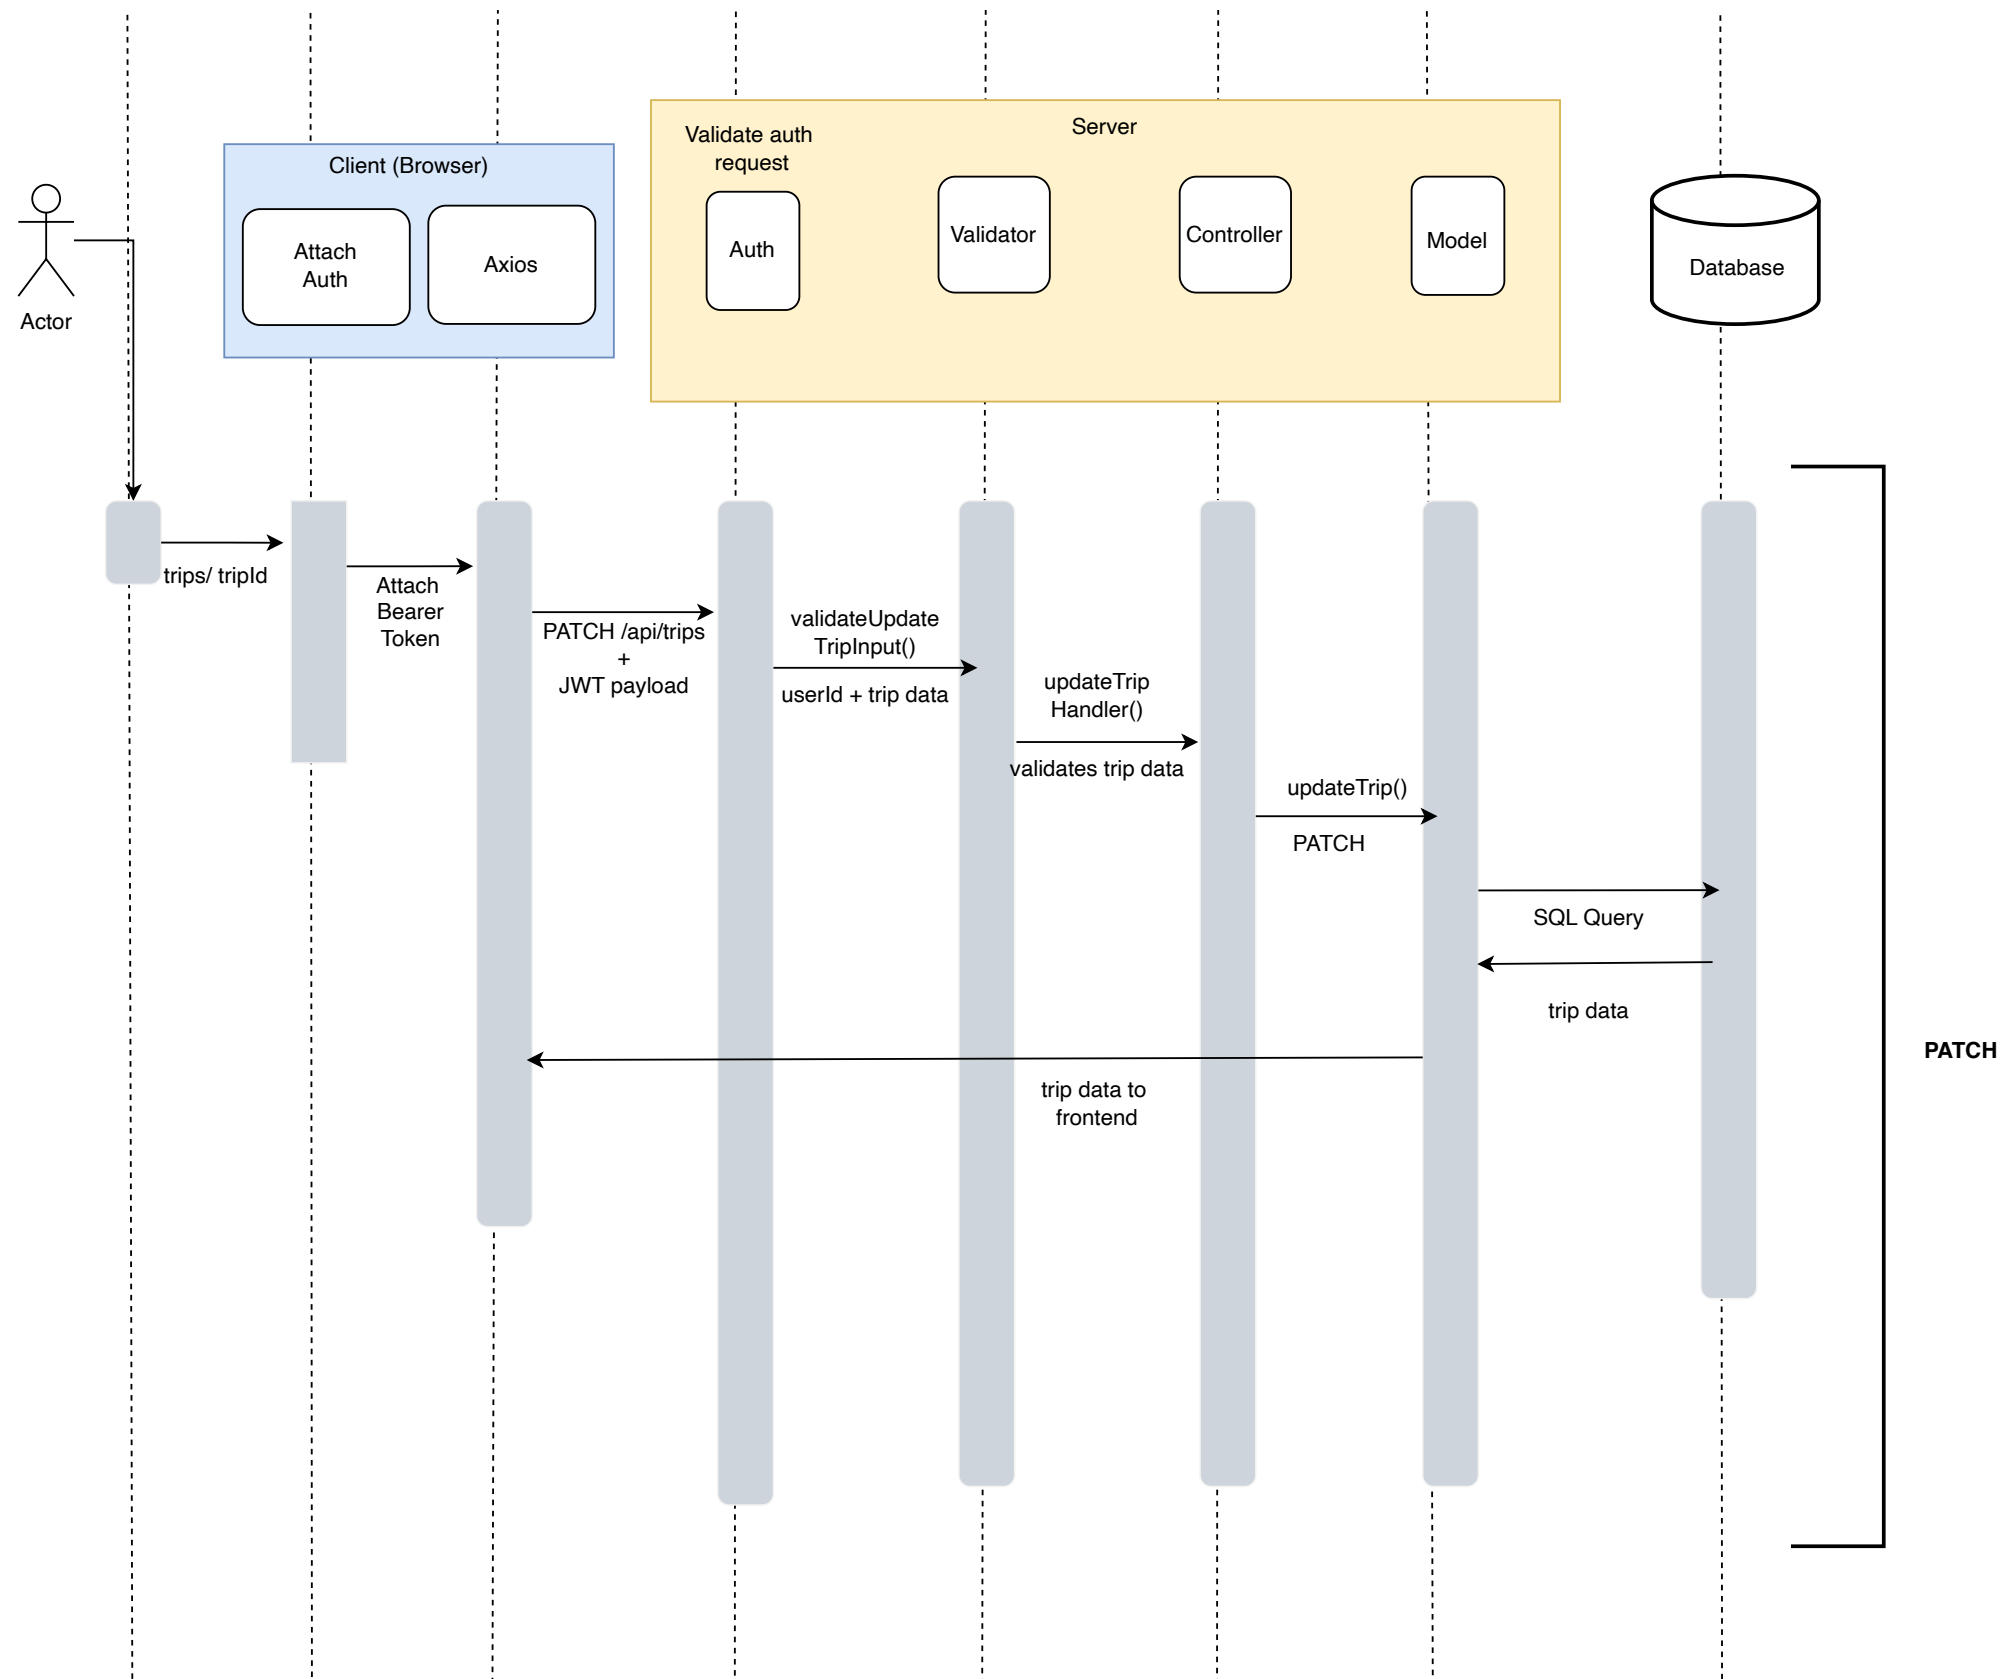 Server
Validate auth
request
Client (Browser)
Attach
Auth
Axios
Auth
Validator
Controller
Model
Database
Actor
trips/ tripId
Attach
Bearer
Token
PATCH /api/trips
+
JWT payload
validateUpdate
TripInput()
userId + trip data
updateTrip
Handler()
validates trip data
updateTrip()
PATCH
SQL Query
trip data
trip data to
frontend
PATCH